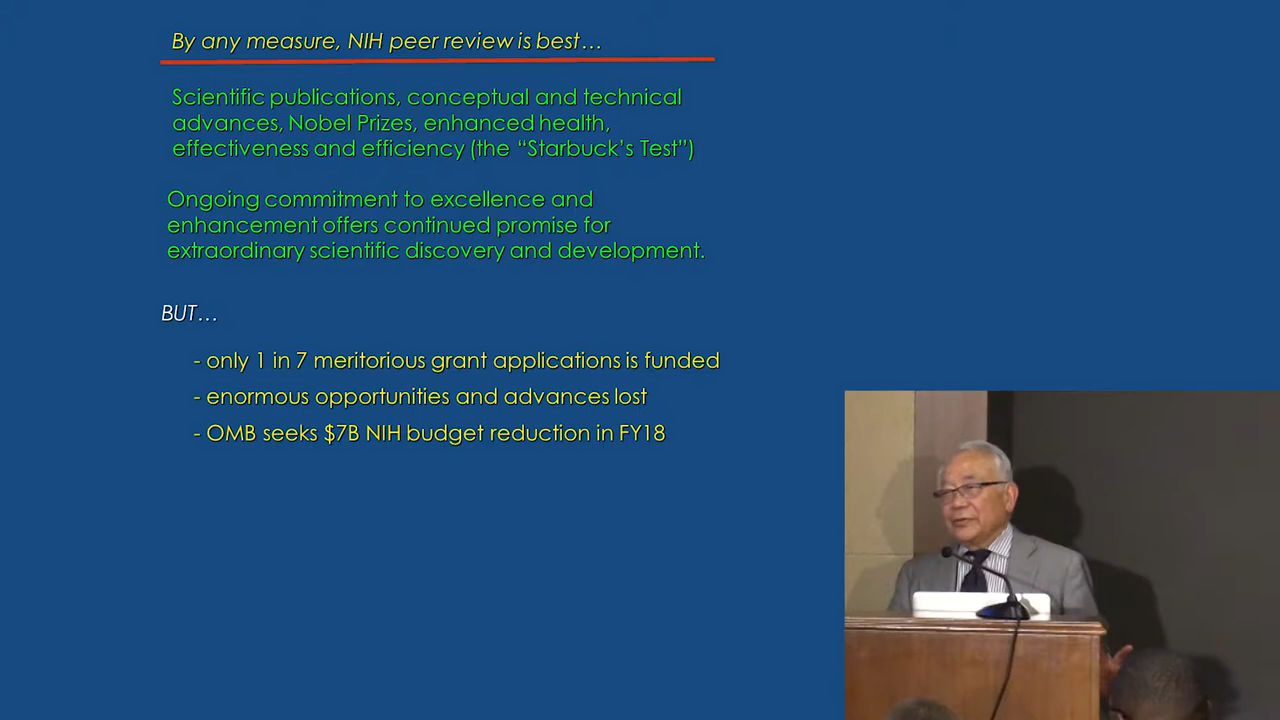 By any measure, NIH peer review is best…
Scientific publications, conceptual and technical
advances, Nobel Prizes, enhanced health,
effectiveness and efficiency (the “Starbuck’s Test”)
Ongoing commitment to excellence and
enhancement offers continued promise for
extraordinary scientific discovery and development.
BUT…
- only 1 in 7 meritorious grant applications is funded
- enormous opportunities and advances lost
- OMB seeks $7B NIH budget reduction in FY18